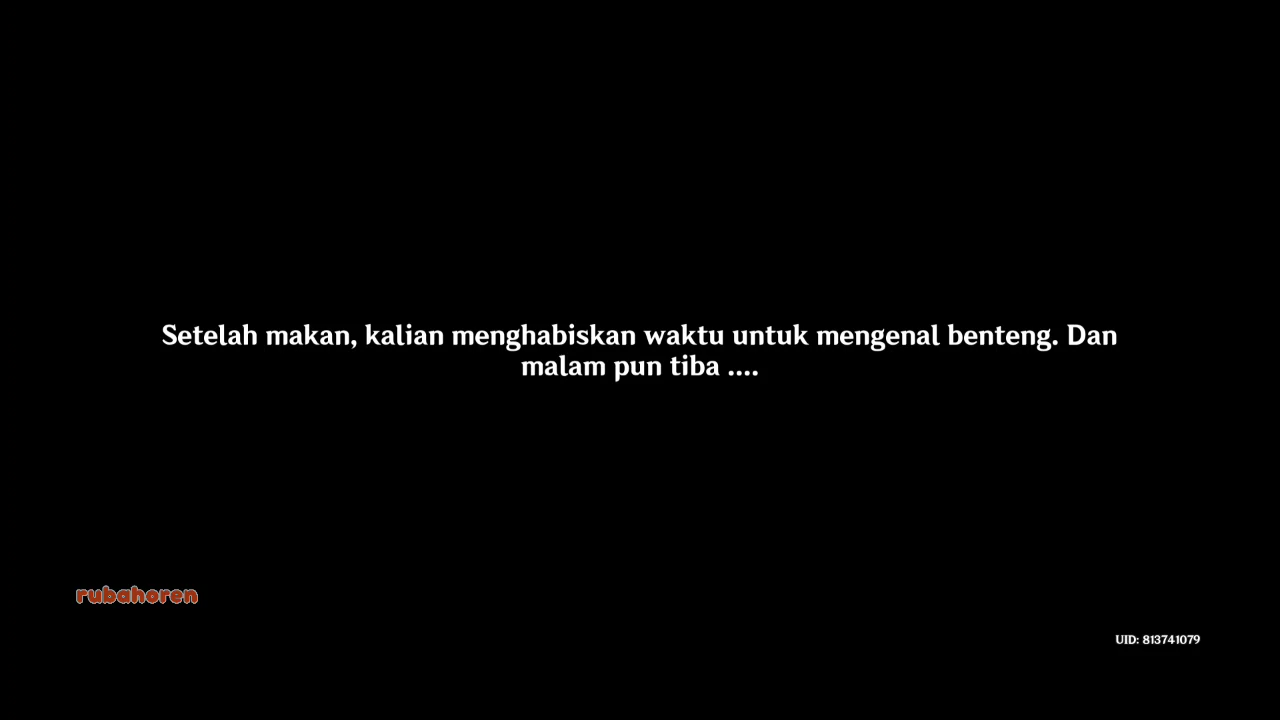 Setelah makan, kalian menghabiskan waktu untuk mengenal benteng. Dan
malam pun tiba ....
rubahoren
UID: 813741079